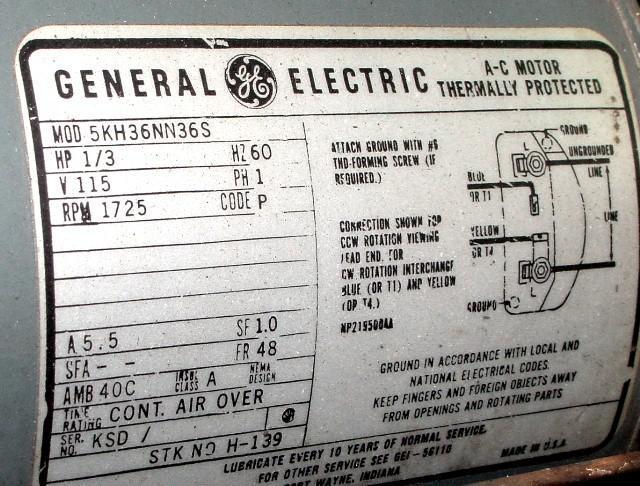 GENERAL GE ELECTRIC
A-C MOTOR
THERMALLY PROTECTED
MOD 5KH36NN36S
HP 1/3 HZ 60
V 115 PH 1
RPM 1725 CODE P
A 5.5 SF 1.0
SFA - - FR 48
AMB 40C INSUL CLASS A NEMA DESIGN
TIME RATING CONT. AIR OVER
SER. NO. KSD /
STK NO H-139
ATTACH GROUND WITH #6
THD-FORMING SCREW (IF
REQUIRED.)
CONNECTION SHOWN FOR
CCW ROTATION VIEWING
LEAD END. FOR
CW ROTATION INTERCHANGE
BLUE (OR T1) AND YELLOW
(OR T4.)
GROUND
UNGROUNDED
LINE
L
BLUE
OR T1
LINE
YELLOW
OR T4
L
GROUND
GROUND IN ACCORDANCE WITH LOCAL AND
NATIONAL ELECTRICAL CODES.
KEEP FINGERS AND FOREIGN OBJECTS AWAY
FROM OPENINGS AND ROTATING PARTS
LUBRICATE EVERY 10 YEARS OF NORMAL SERVICE.
FOR OTHER SERVICE SEE GEI-56110
WAYNE, INDIANA
MADE IN U.S.A.